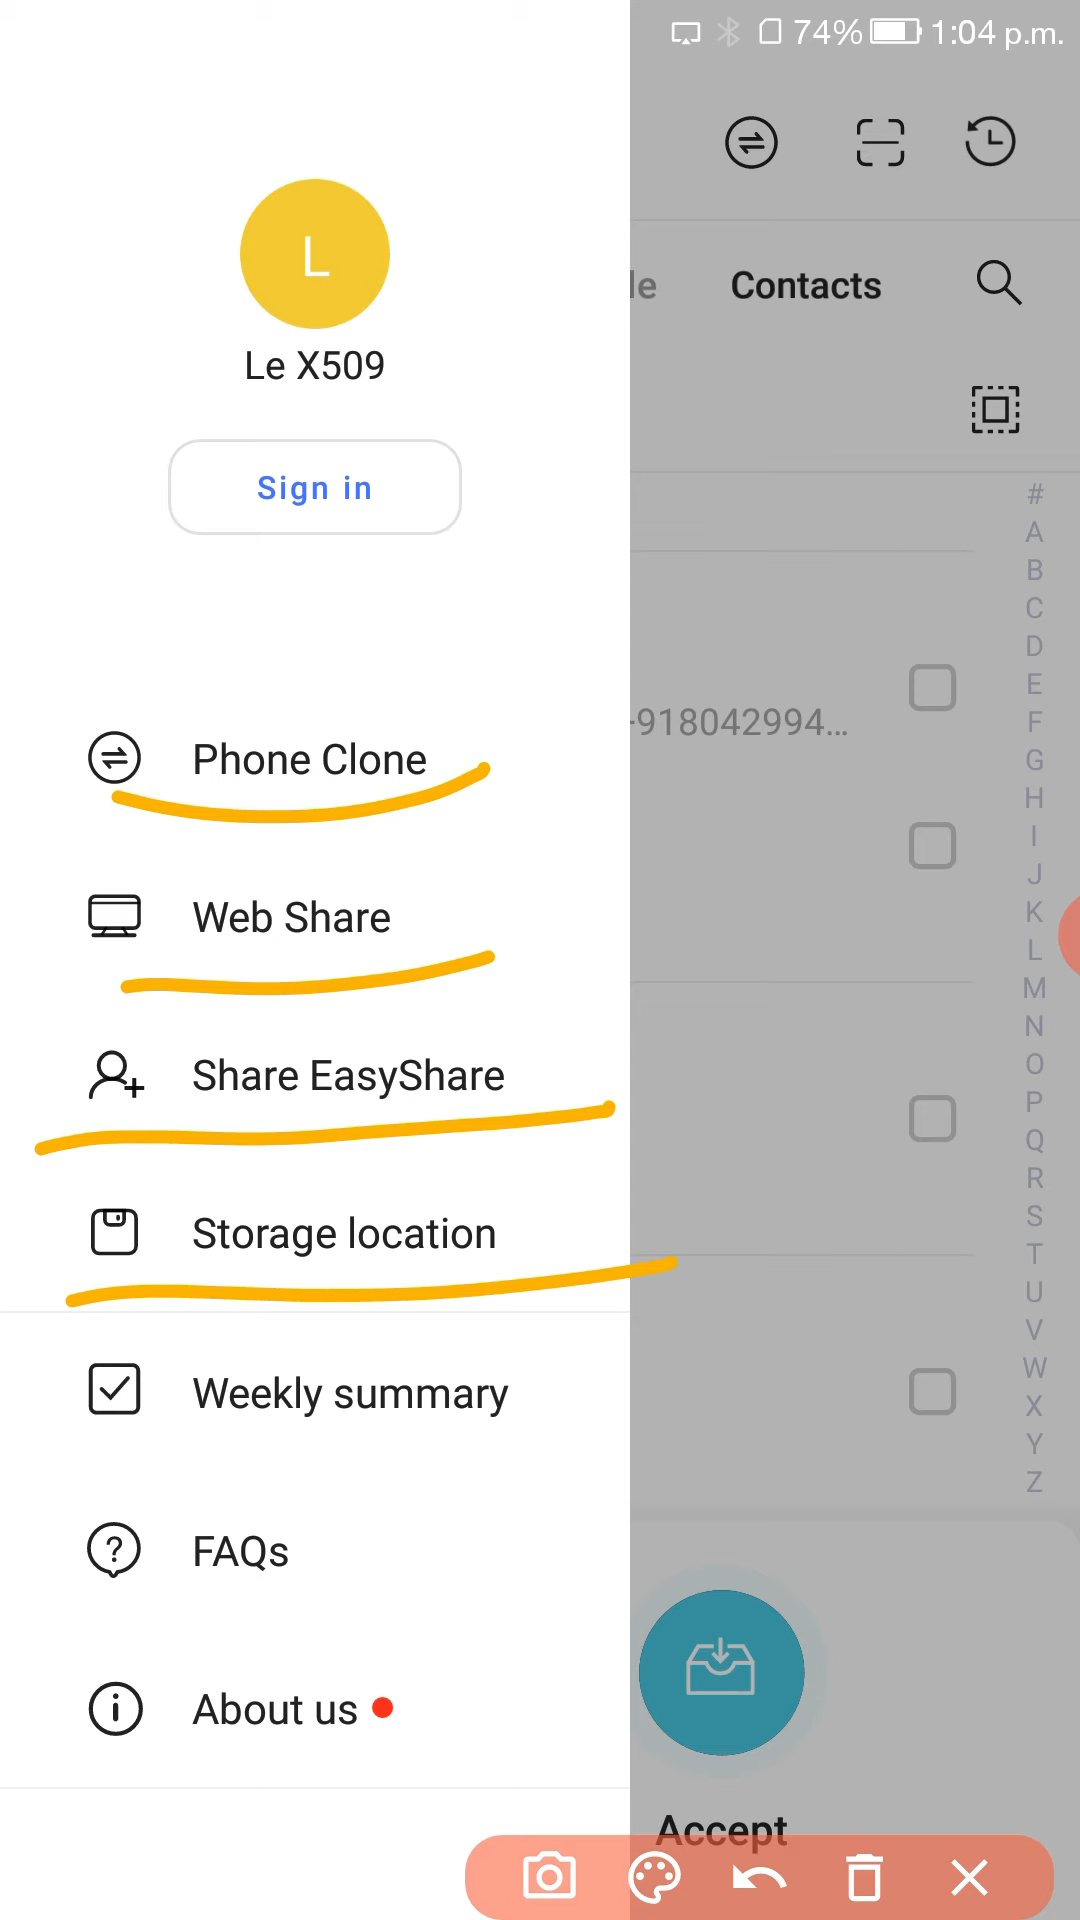 74% 1:04 p.m.
L
Le X509
Sign in
Contacts
#
A
B
C
D
E
F
G
H
I
J
K
L
M
N
O
P
Q
R
S
T
U
V
W
X
Y
Z
918042994...
Phone Clone
Web Share
Share EasyShare
Storage location
Weekly summary
FAQs
About us
Accept